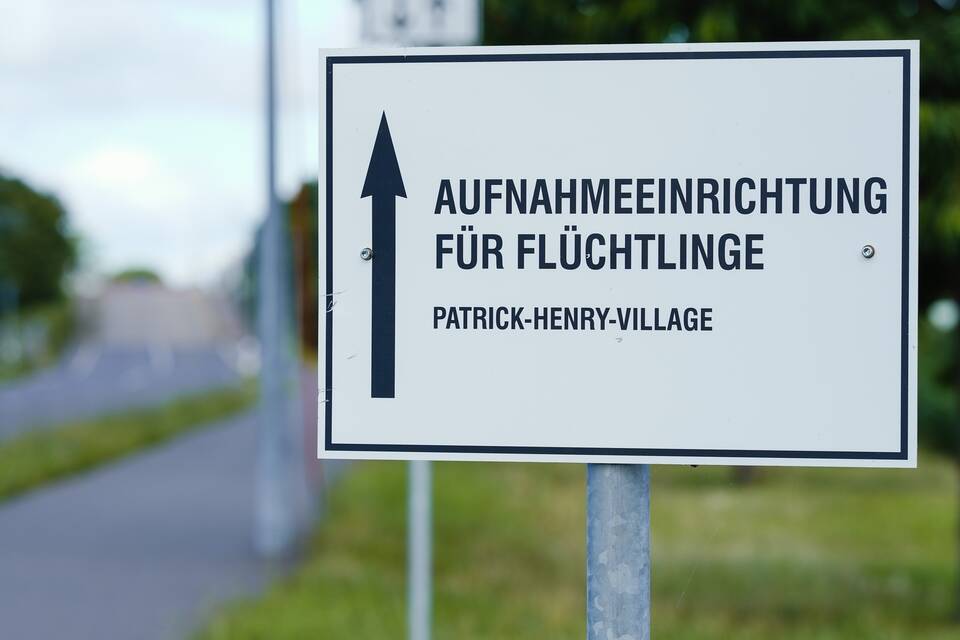 AUFNAHMEEINRICHTUNG
FÜR FLÜCHTLINGE
PATRICK-HENRY-VILLAGE